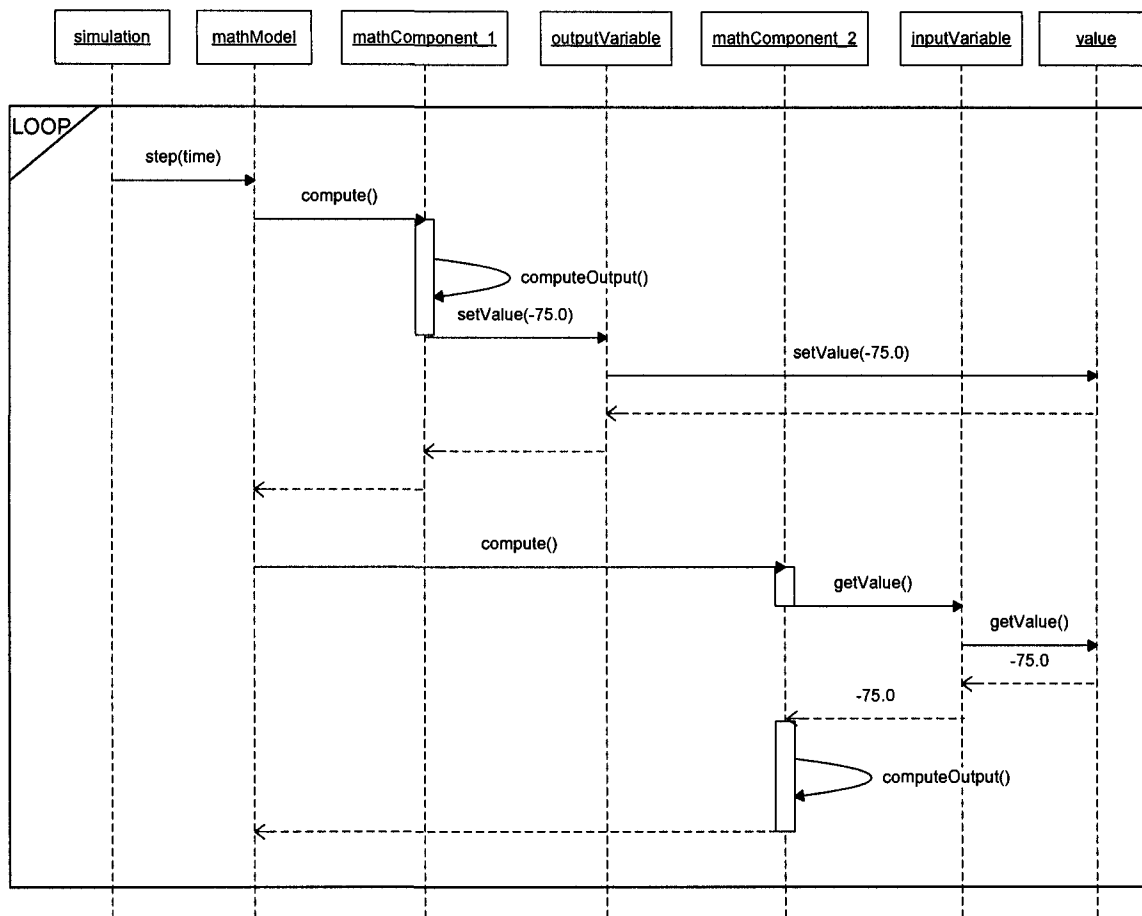 simulation
mathModel
mathComponent_1
outputVariable
mathComponent_2
inputVariable
value
LOOP
step(time)
compute()
computeOutput()
setValue(-75.0)
setValue(-75.0)
compute()
getValue()
getValue()
-75.0
-75.0
computeOutput()